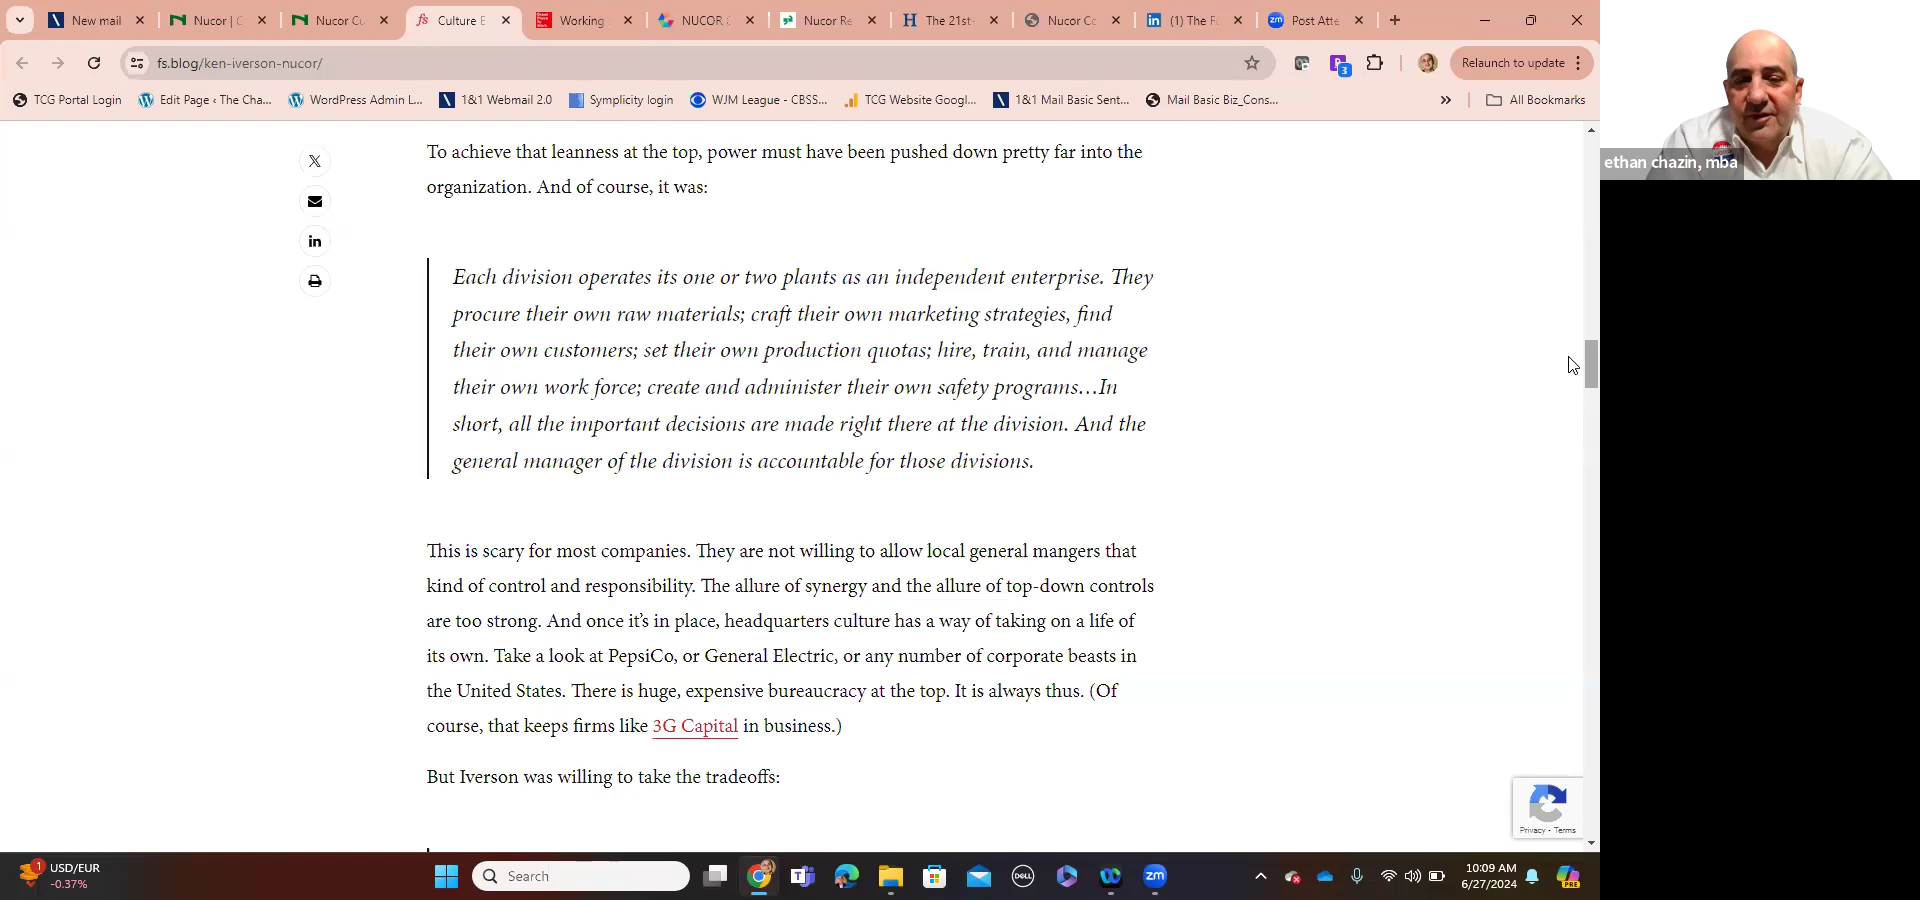 New mail
Nucor | C
Nucor Cu
fs
Culture E
Working
NUCOR
Nucor Re
H
The 21st-
Nucor Co
in
(1) The Fu
zm
Post Atte
fs.blog/ken-iverson-nucor/
3
Relaunch to update
TCG Portal Login
Edit Page ‹ The Cha...
WordPress Admin L...
1&1 Webmail 2.0
Symplicity login
WJM League - CBSS...
TCG Website Googl...
1&1 Mail Basic Sent...
Mail Basic Biz_Cons...
»
All Bookmarks
To achieve that leanness at the top, power must have been pushed down pretty far into the
organization. And of course, it was:
Each division operates its one or two plants as an independent enterprise. They
procure their own raw materials; craft their own marketing strategies, find
their own customers; set their own production quotas; hire, train, and manage
their own work force; create and administer their own safety programs…In
short, all the important decisions are made right there at the division. And the
general manager of the division is accountable for those divisions.
This is scary for most companies. They are not willing to allow local general mangers that
kind of control and responsibility. The allure of synergy and the allure of top-down controls
are too strong. And once it's in place, headquarters culture has a way of taking on a life of
its own. Take a look at PepsiCo, or General Electric, or any number of corporate beasts in
the United States. There is huge, expensive bureaucracy at the top. It is always thus. (Of
course, that keeps firms like 3G Capital in business.)
But Iverson was willing to take the tradeoffs:
Privacy - Terms
ethan chazin, mba
1
USD/EUR
-0.37%
Search
DELL
zm
10:09 AM
6/27/2024
PRE